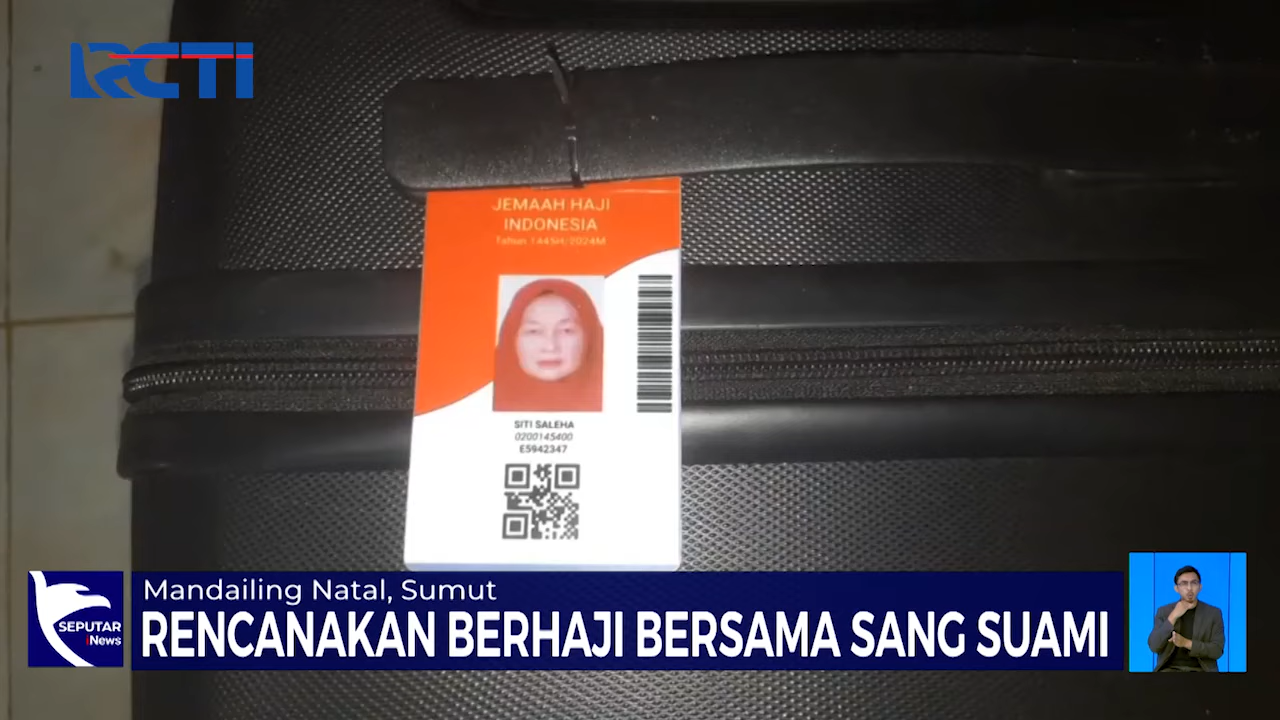 RCTI
JEMAAH HAJI
INDONESIA
Tahun 1445H/2024M
SITI SALEHA
0200145400
E5942347
Mandailing Natal, Sumut
SEPUTAR
iNews
RENCANAKAN BERHAJI BERSAMA SANG SUAMI